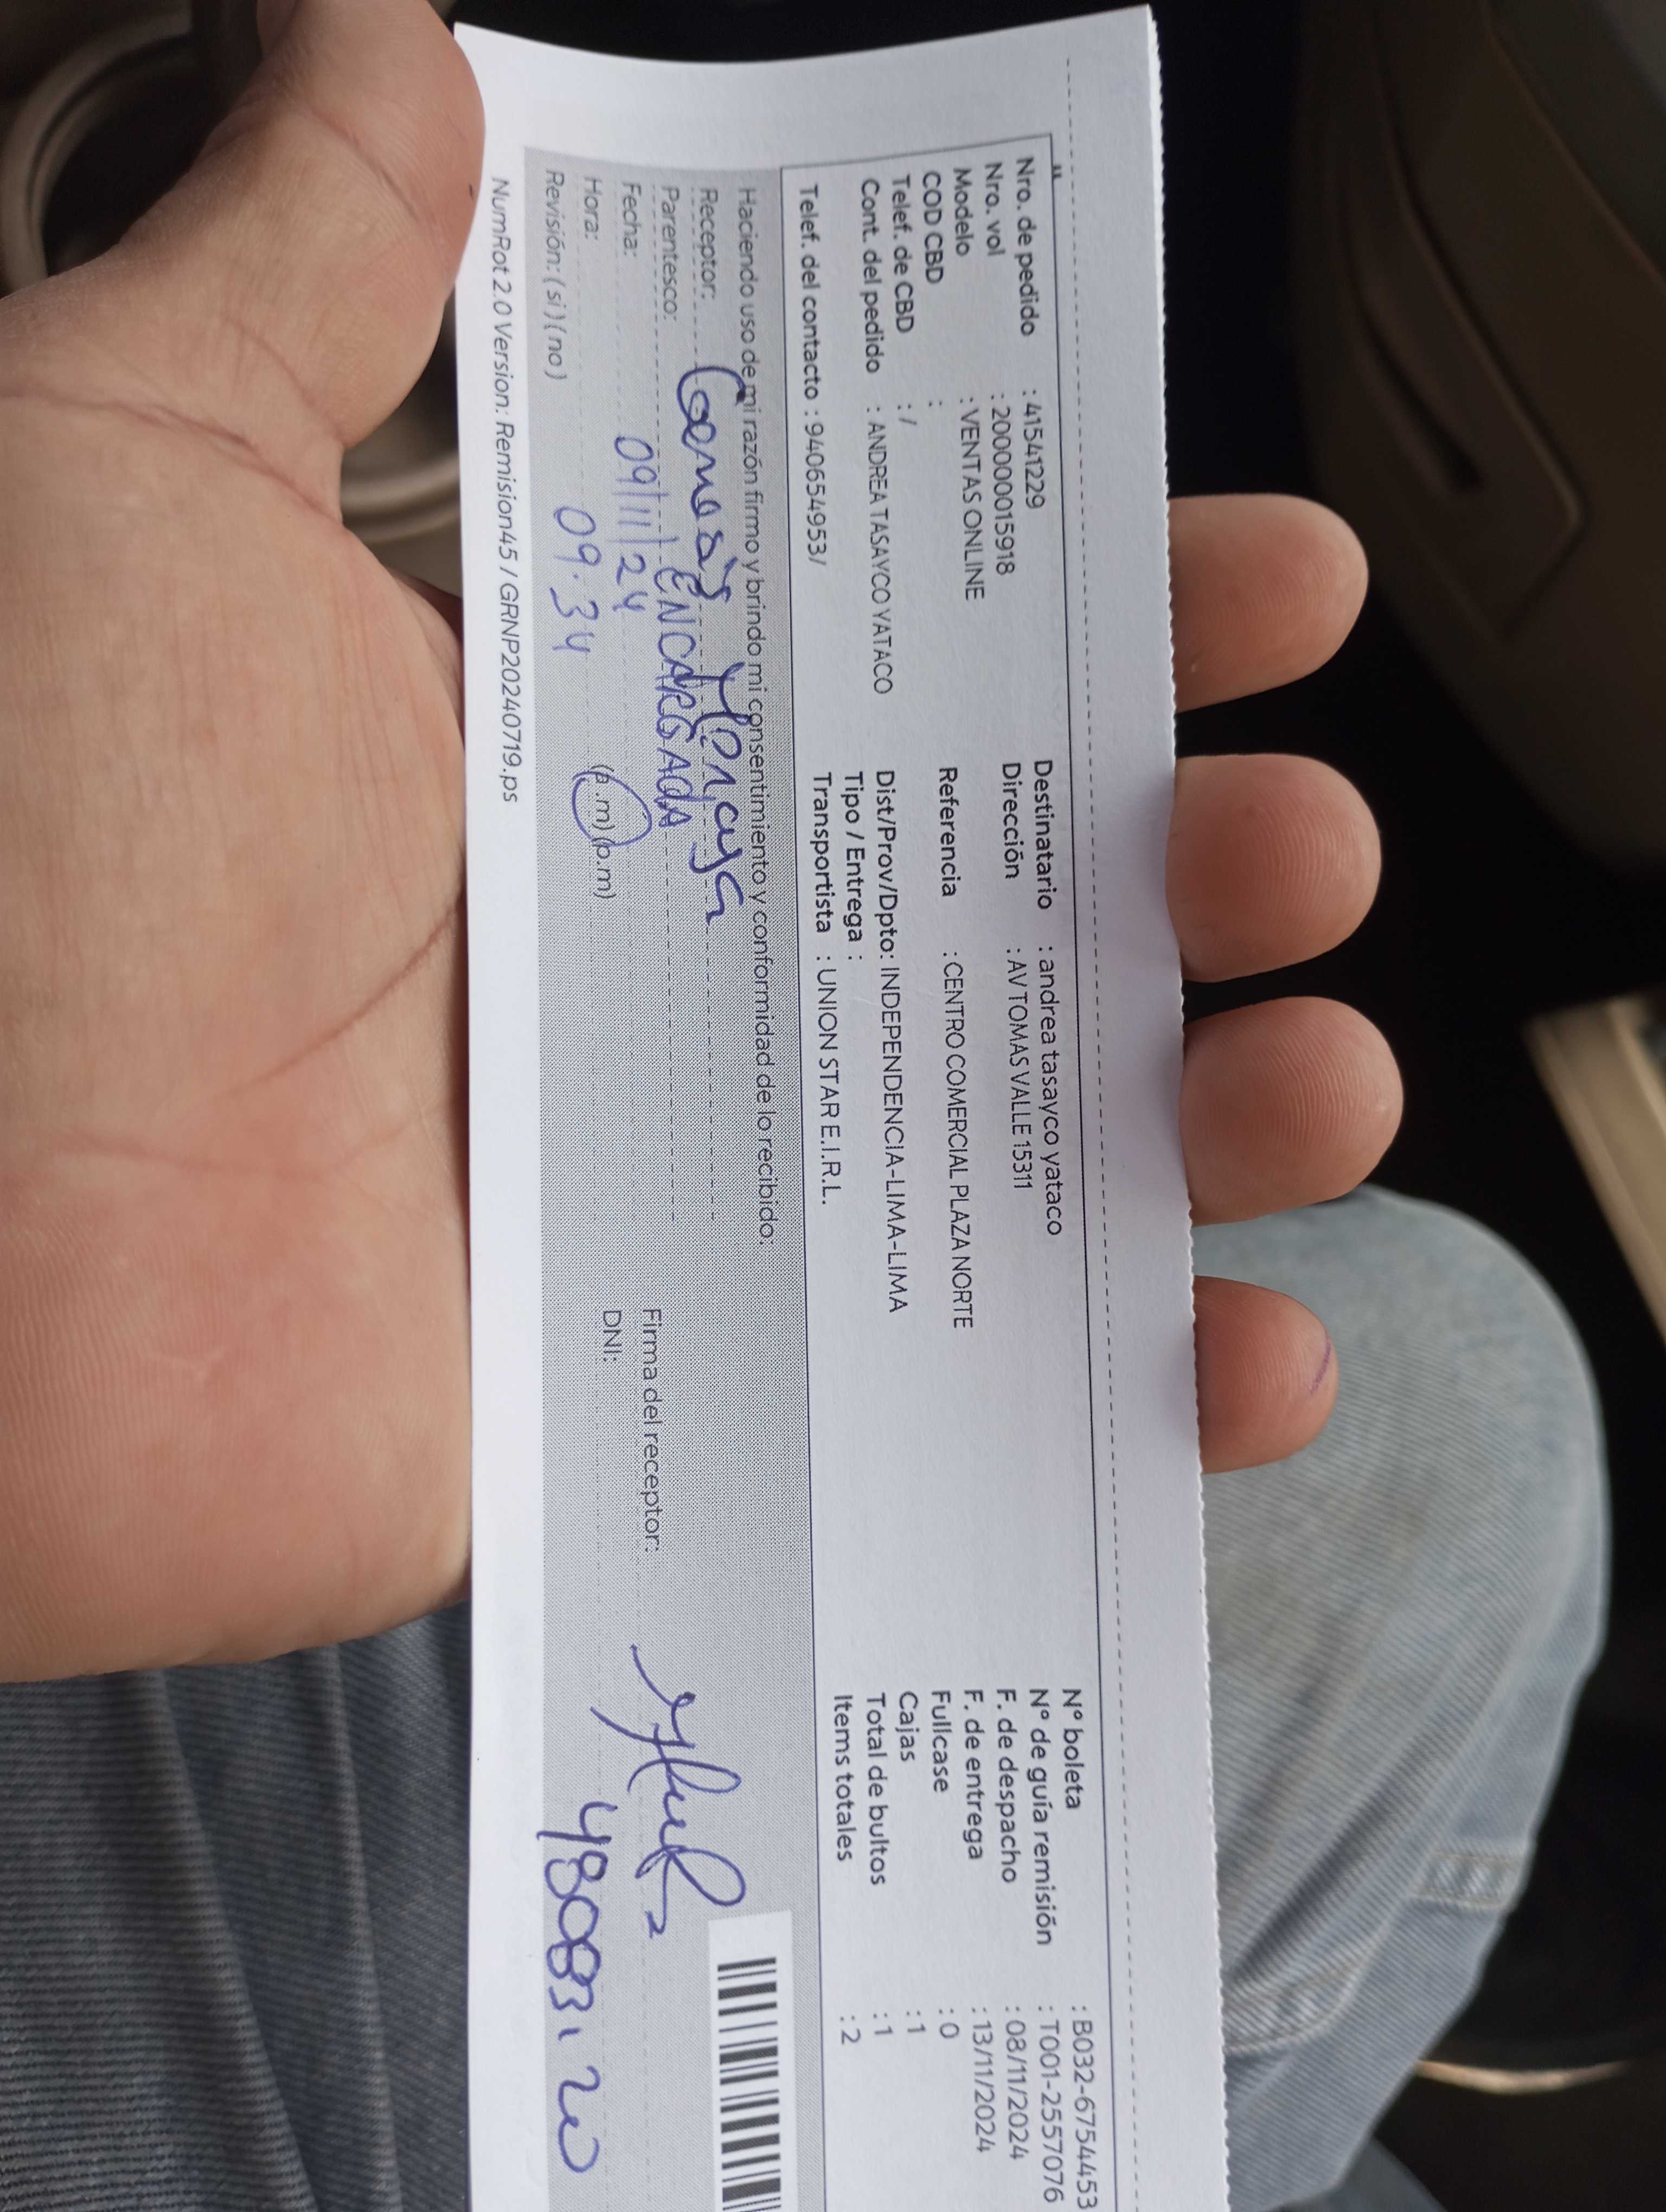 Nro. de pedido : 41541229
Nro. vol : 200000015918
Modelo : VENTAS ONLINE
COD CBD :
Telef. de CBD : /
Cont. del pedido : ANDREA TASAYCO YATACO
Telef. del contacto : 940654953/
Destinatario : andrea tasayco yataco
Dirección : AV TOMAS VALLE 15311
Referencia : CENTRO COMERCIAL PLAZA NORTE
Dist/Prov/Dpto: INDEPENDENCIA-LIMA-LIMA
Tipo / Entrega :
Transportista : UNION STAR E.I.R.L.
N° boleta : B032-6754453
N° de guía remisión : T001-2557076
F. de despacho : 08/11/2024
F. de entrega : 13/11/2024
Fullcase : 0
Cajas : 1
Total de bultos : 1
Items totales : 2
Haciendo uso de mi razón firmo y brindo mi consentimiento y conformidad de lo recibido:
Receptor:
Parentesco: ENCARGADA
Fecha: 09/11/24
Hora: 09.34 (a.m) (p.m)
Revisión: ( si ) ( no )
Firma del receptor:
DNI:
NumRot 2.0 Version: Remision45 / GRNP20240719.ps